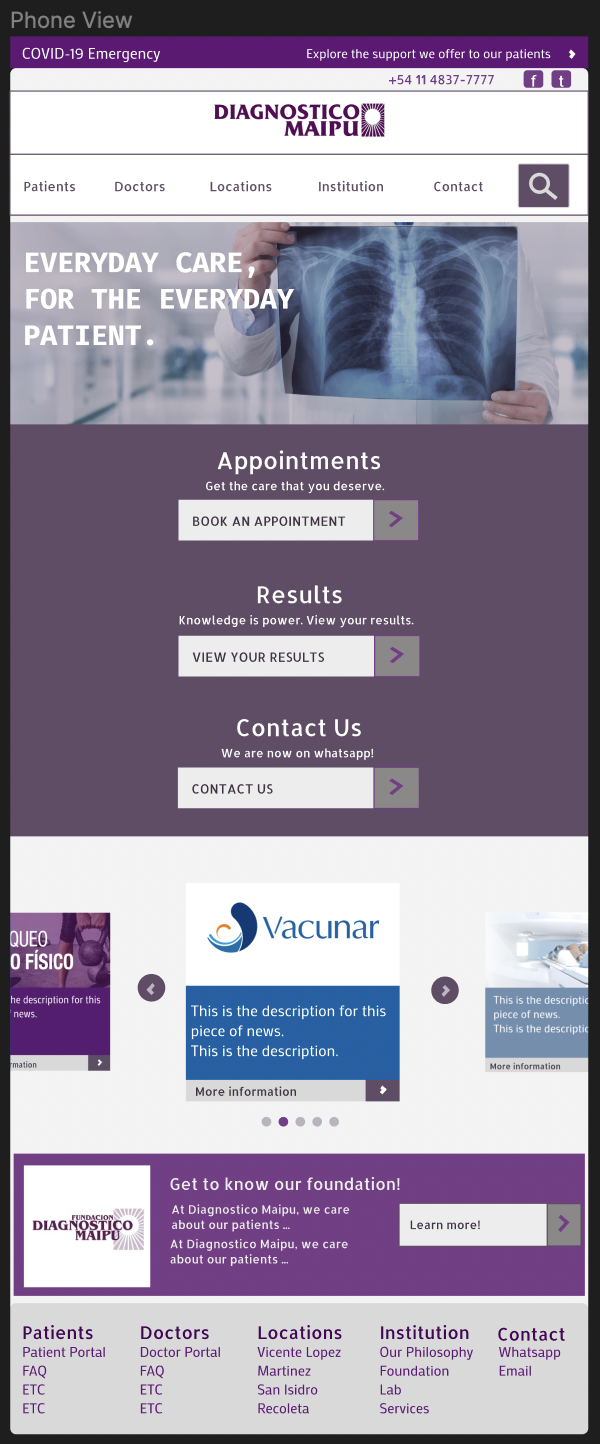 Phone View
COVID-19 Emergency
Explore the support we offer to our patients
+54 11 4837-7777
f
t
DIAGNOSTICO
MAIPU
Patients
Doctors
Locations
Institution
Contact
EVERYDAY CARE,
FOR THE EVERYDAY
PATIENT.
Appointments
Get the care that you deserve.
BOOK AN APPOINTMENT
Results
Knowledge is power. View your results.
VIEW YOUR RESULTS
Contact Us
We are now on whatsapp!
CONTACT US
QUEO
O FÍSICO
he description for this
f news.
rmation
Vacunar
This is the description for this
piece of news.
This is the description.
More information
This is the descriptio
piece of news.
This is the descriptio
More information
FUNDACION
DIAGNOSTICO
MAIPU
Get to know our foundation!
At Diagnostico Maipu, we care
about our patients ...
At Diagnostico Maipu, we care
about our patients ...
Learn more!
Patients
Patient Portal
FAQ
ETC
ETC
Doctors
Doctor Portal
FAQ
ETC
ETC
Locations
Vicente Lopez
Martinez
San Isidro
Recoleta
Institution
Our Philosophy
Foundation
Lab
Services
Contact
Whatsapp
Email